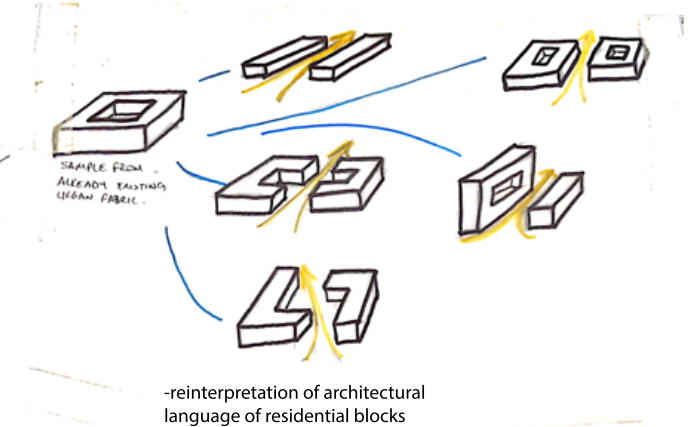 SAMPLE FROM
ALREADY EXISTING
URBAN FABRIC.
-reinterpretation of architectural
language of residential blocks